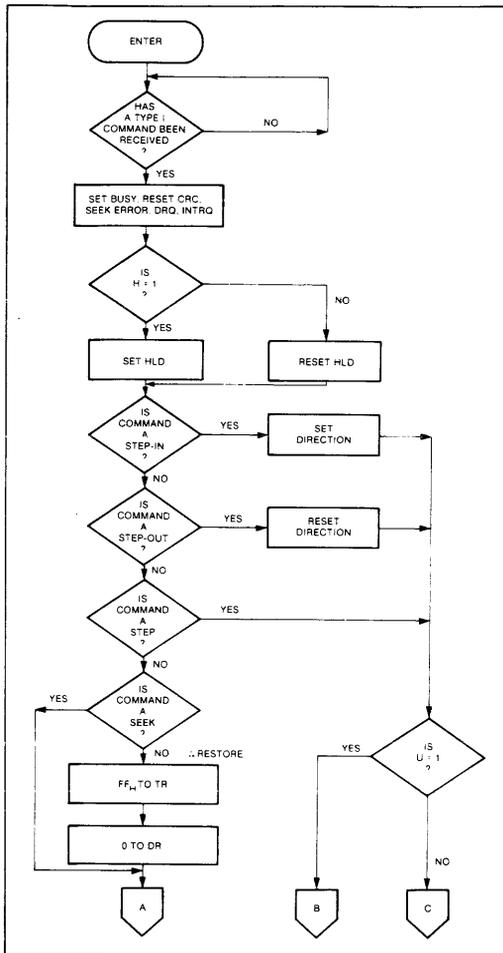 ENTER
HAS
A TYPE I
COMMAND BEEN
RECEIVED
?
NO
YES
SET BUSY, RESET CRC,
SEEK ERROR, DRQ, INTRQ
IS
H = 1
?
NO
YES
SET HLD
RESET HLD
IS
COMMAND
A
STEP-IN
?
YES
SET
DIRECTION
NO
IS
COMMAND
A
STEP-OUT
?
YES
RESET
DIRECTION
NO
IS
COMMAND
A
STEP
?
YES
NO
IS
COMMAND
A
SEEK
?
YES
NO ∴ RESTORE
IS
U = 1
?
YES
NO
FFH TO TR
0 TO DR
A
B
C